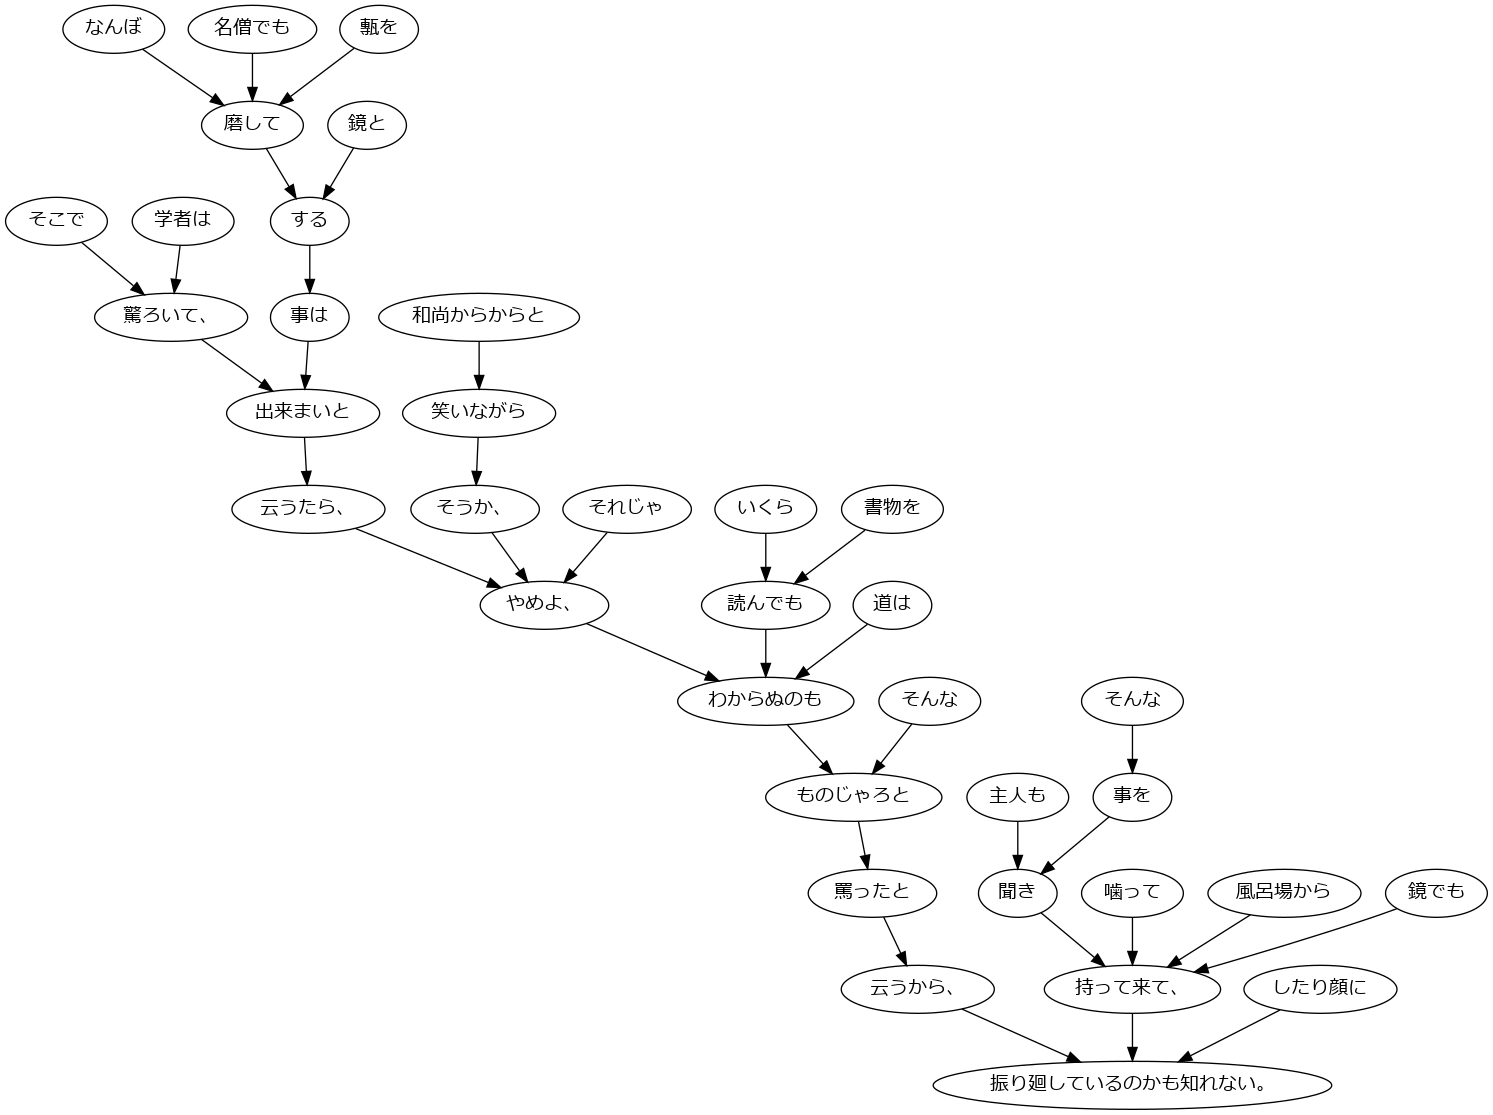 なんぼ 名僧でも 甎を
磨して 鏡と
そこで 学者は する
驚ろいて、 事は 和尚からからと
出来まいと 笑いながら
云うたら、 そうか、 それじゃ いくら 書物を
やめよ、 読んでも 道は
わからぬのも そんな そんな
ものじゃろと 主人も 事を
罵ったと 聞き 噛って 風呂場から 鏡でも
云うから、 持って来て、 したり顔に
振り廻しているのかも知れない。